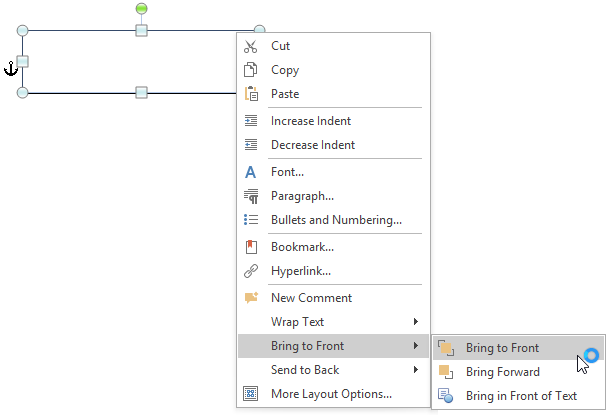 Cut
Copy
Paste
Increase Indent
Decrease Indent
Font...
Paragraph...
Bullets and Numbering...
Bookmark...
Hyperlink...
New Comment
Wrap Text
Bring to Front
Send to Back
More Layout Options...
Bring to Front
Bring Forward
Bring in Front of Text